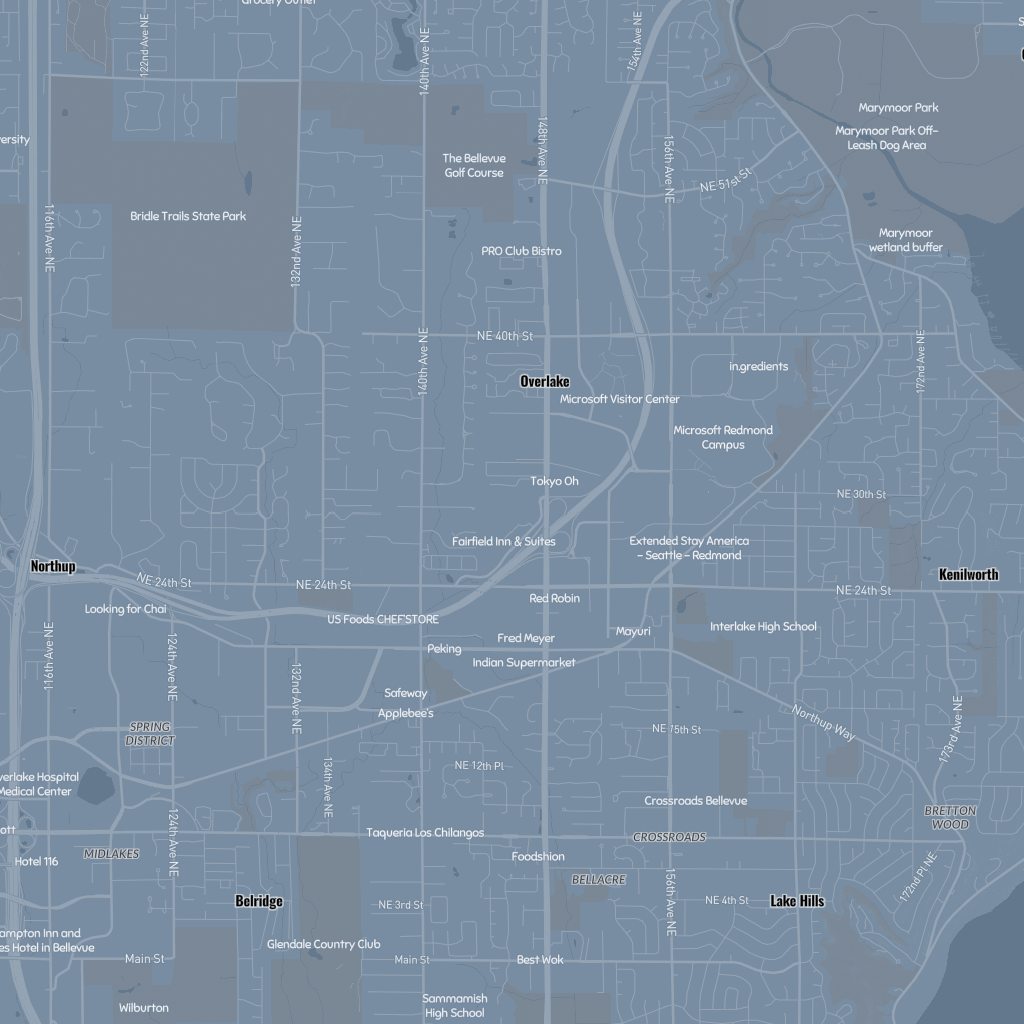 Grocery Outlet
122nd Ave NE
140th Ave NE
154th Ave NE
148th Ave NE
156th Ave NE
Marymoor Park
Marymoor Park Off-
Leash Dog Area
The Bellevue
Golf Course
NE 51st St
Bridle Trails State Park
116th Ave NE
132nd Ave NE
PRO Club Bistro
Marymoor
wetland buffer
NE 40th St
140th Ave NE
172nd Ave NE
in.gredients
Overlake
Microsoft Visitor Center
Microsoft Redmond
Campus
Tokyo Oh
NE 30th St
Fairfield Inn & Suites
Extended Stay America
- Seattle - Redmond
Northup
NE 24th St
NE 24th St
Kenilworth
NE 24th St
Red Robin
Looking for Chai
US Foods CHEF'STORE
Mayuri
Interlake High School
116th Ave NE
124th Ave NE
Fred Meyer
Peking
Indian Supermarket
132nd Ave NE
Safeway
Applebee's
SPRING
DISTRICT
NE 75th St
Northup Way
173rd Ave NE
NE 12th Pl
134th Ave NE
verlake Hospital
Medical Center
Crossroads Bellevue
BRETTON
WOOD
124th Ave NE
ott
Taqueria Los Chilangos
CROSSROADS
MIDLAKES
Hotel 116
Foodshion
BELLACRE
172nd Pl NE
156th Ave NE
Belridge
NE 3rd St
NE 4th St
Lake Hills
ampton Inn and
es Hotel in Bellevue
Glendale Country Club
Main St
Main St
Best Wok
Wilburton
Sammamish
High School